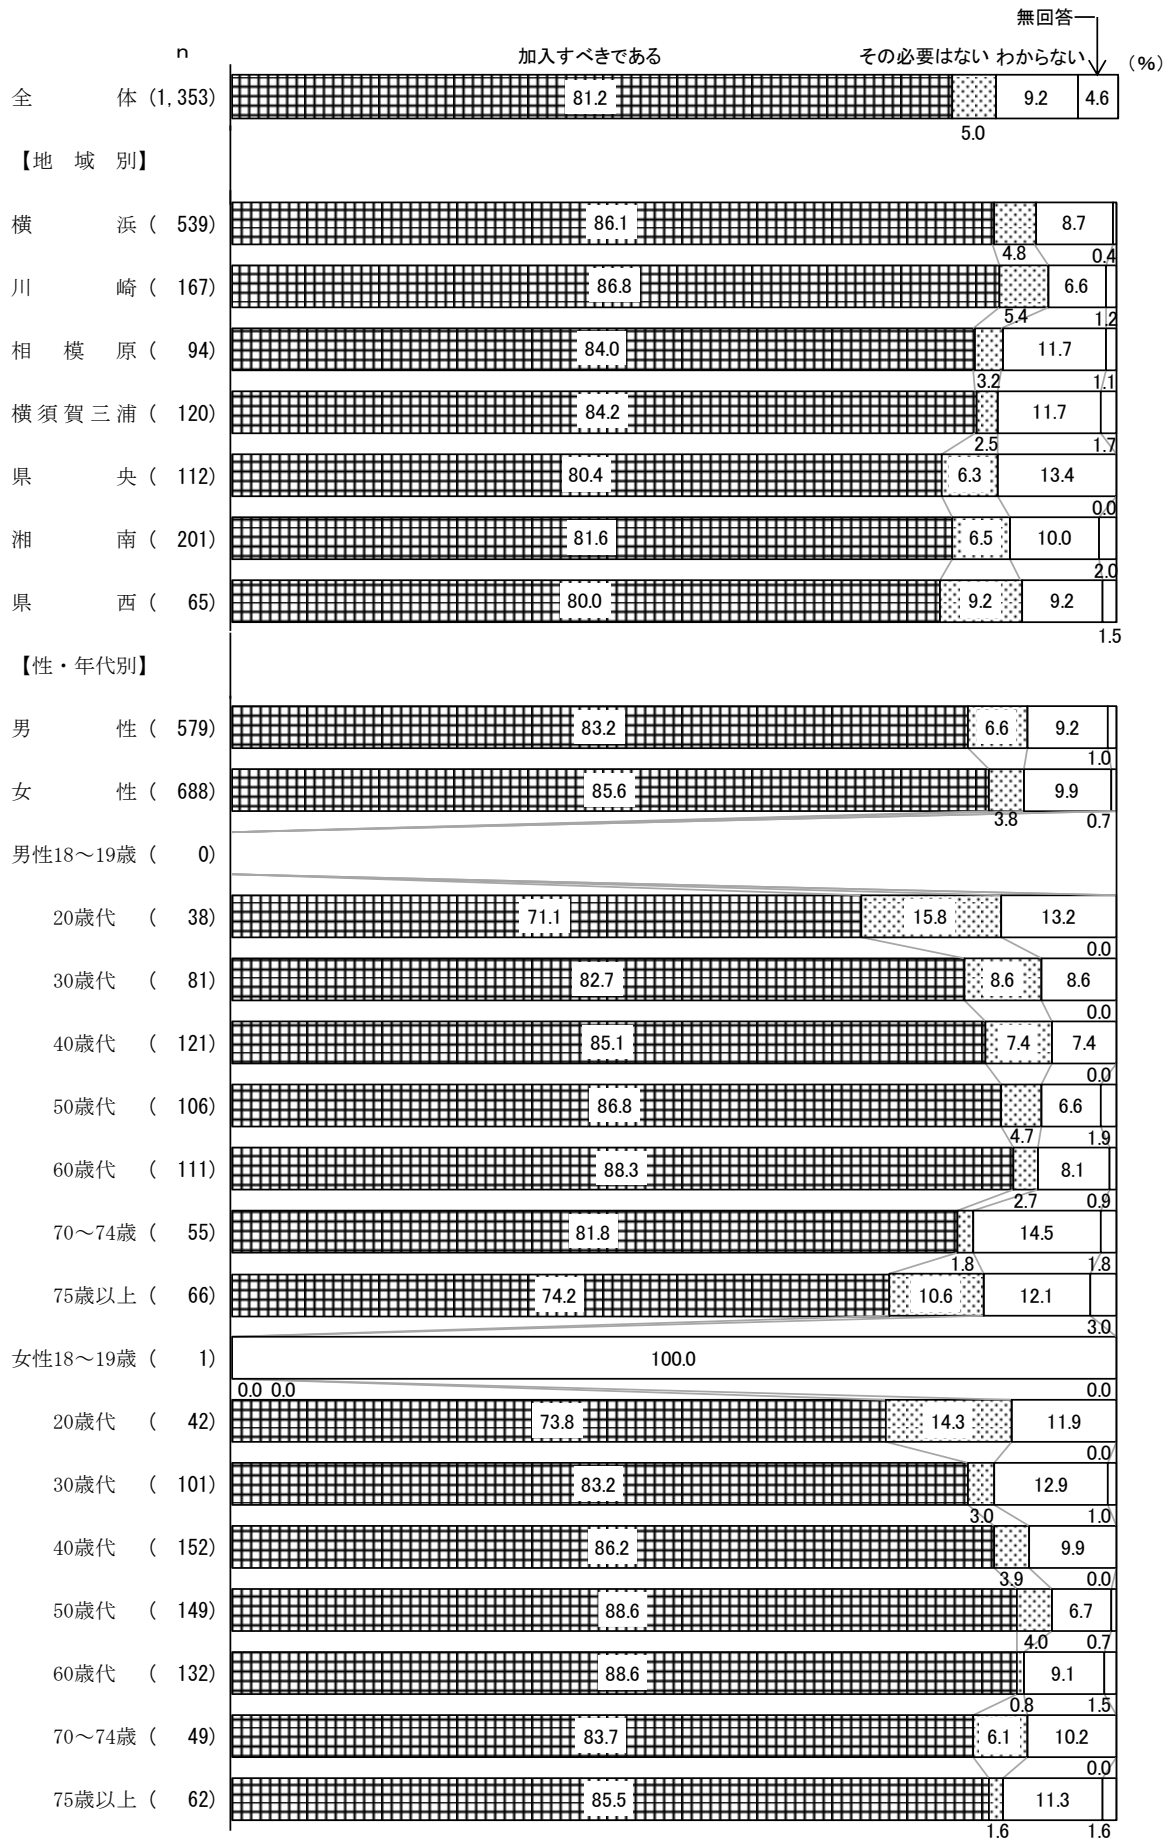 無回答
n 加入すべきである その必要はない わからない (%)
全体 (1,353) 81.2 9.2 4.6
5.0
【地域別】
横浜 ( 539) 86.1 8.7
4.8 0.4
川崎 ( 167) 86.8 6.6
5.4 1.2
相模原 ( 94) 84.0 11.7
3.2 1.1
横須賀三浦 ( 120) 84.2 11.7
2.5 1.7
県央 ( 112) 80.4 6.3 13.4
0.0
湘南 ( 201) 81.6 6.5 10.0
2.0
県西 ( 65) 80.0 9.2 9.2
1.5
【性・年代別】
男性 ( 579) 83.2 6.6 9.2
1.0
女性 ( 688) 85.6 9.9
3.8 0.7
男性18～19歳 ( 0)
20歳代 ( 38) 71.1 15.8 13.2
0.0
30歳代 ( 81) 82.7 8.6 8.6
0.0
40歳代 ( 121) 85.1 7.4 7.4
0.0
50歳代 ( 106) 86.8 6.6
4.7 1.9
60歳代 ( 111) 88.3 8.1
2.7 0.9
70～74歳 ( 55) 81.8 14.5
1.8 1.8
75歳以上 ( 66) 74.2 10.6 12.1
3.0
女性18～19歳 ( 1) 100.0
0.0 0.0 0.0
20歳代 ( 42) 73.8 14.3 11.9
0.0
30歳代 ( 101) 83.2 12.9
3.0 1.0
40歳代 ( 152) 86.2 9.9
3.9 0.0
50歳代 ( 149) 88.6 6.7
4.0 0.7
60歳代 ( 132) 88.6 9.1
0.8 1.5
70～74歳 ( 49) 83.7 6.1 10.2
0.0
75歳以上 ( 62) 85.5 11.3
1.6 1.6